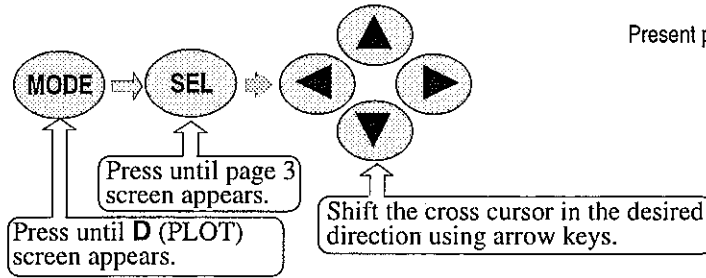 Present p
MODE
SEL
Press until page 3
screen appears.
Press until D (PLOT)
screen appears.
Shift the cross cursor in the desired
direction using arrow keys.